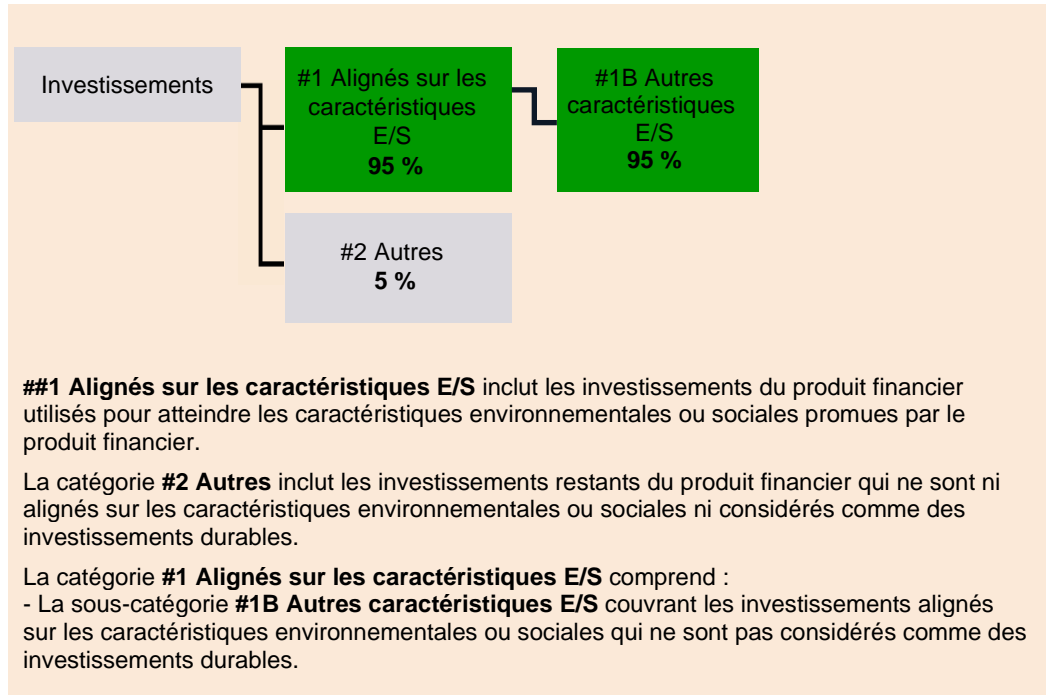 Investissements
#1 Alignés sur les
caractéristiques
E/S
95 %
#1B Autres
caractéristiques
E/S
95 %
#2 Autres
5 %
##1 Alignés sur les caractéristiques E/S inclut les investissements du produit financier
utilisés pour atteindre les caractéristiques environnementales ou sociales promues par le
produit financier.
La catégorie #2 Autres inclut les investissements restants du produit financier qui ne sont ni
alignés sur les caractéristiques environnementales ou sociales ni considérés comme des
investissements durables.
La catégorie #1 Alignés sur les caractéristiques E/S comprend :
- La sous-catégorie #1B Autres caractéristiques E/S couvrant les investissements alignés
sur les caractéristiques environnementales ou sociales qui ne sont pas considérés comme des
investissements durables.